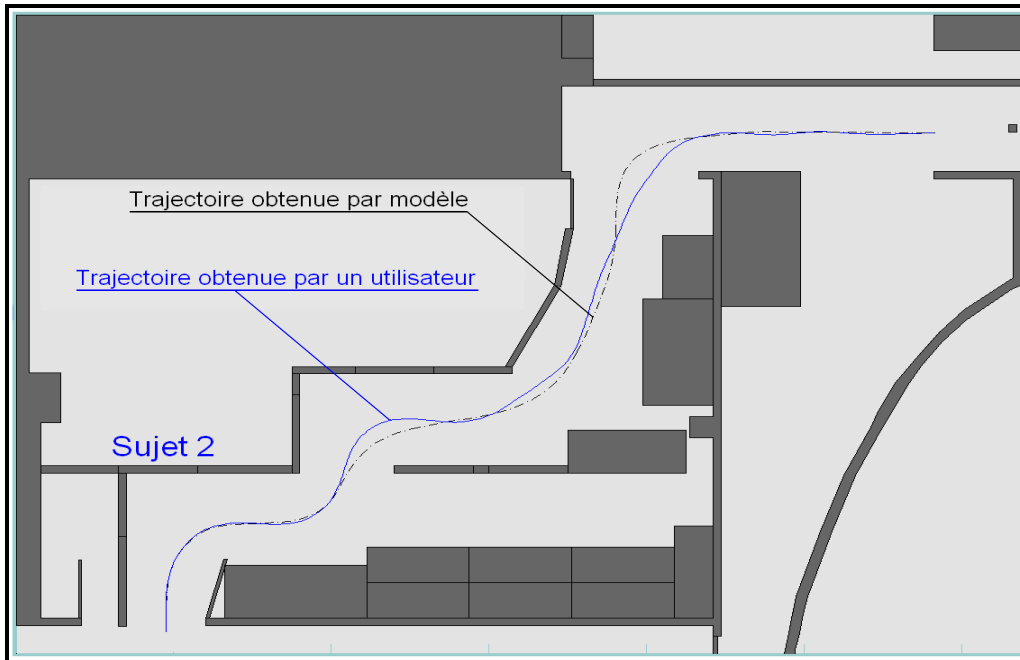 Trajectoire obtenue par modèle
Trajectoire obtenue par un utilisateur
Sujet 2